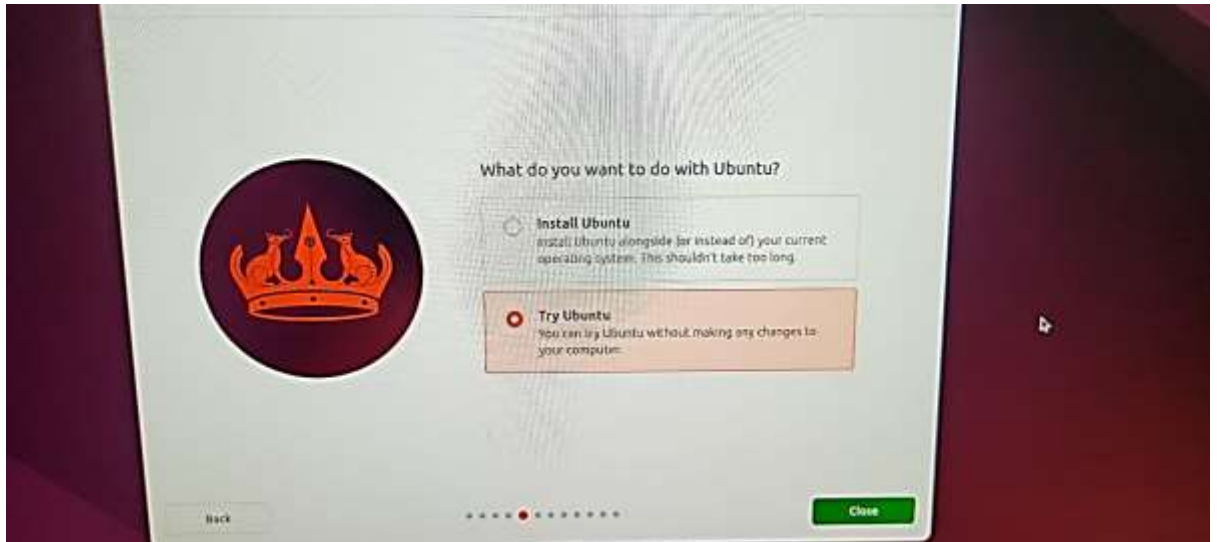 What do you want to do with Ubuntu?
Install Ubuntu
Install Ubuntu alongside (or instead of) your current
operating system. This shouldn't take too long.
Try Ubuntu
You can try Ubuntu without making any changes to
your computer.
Back
Close